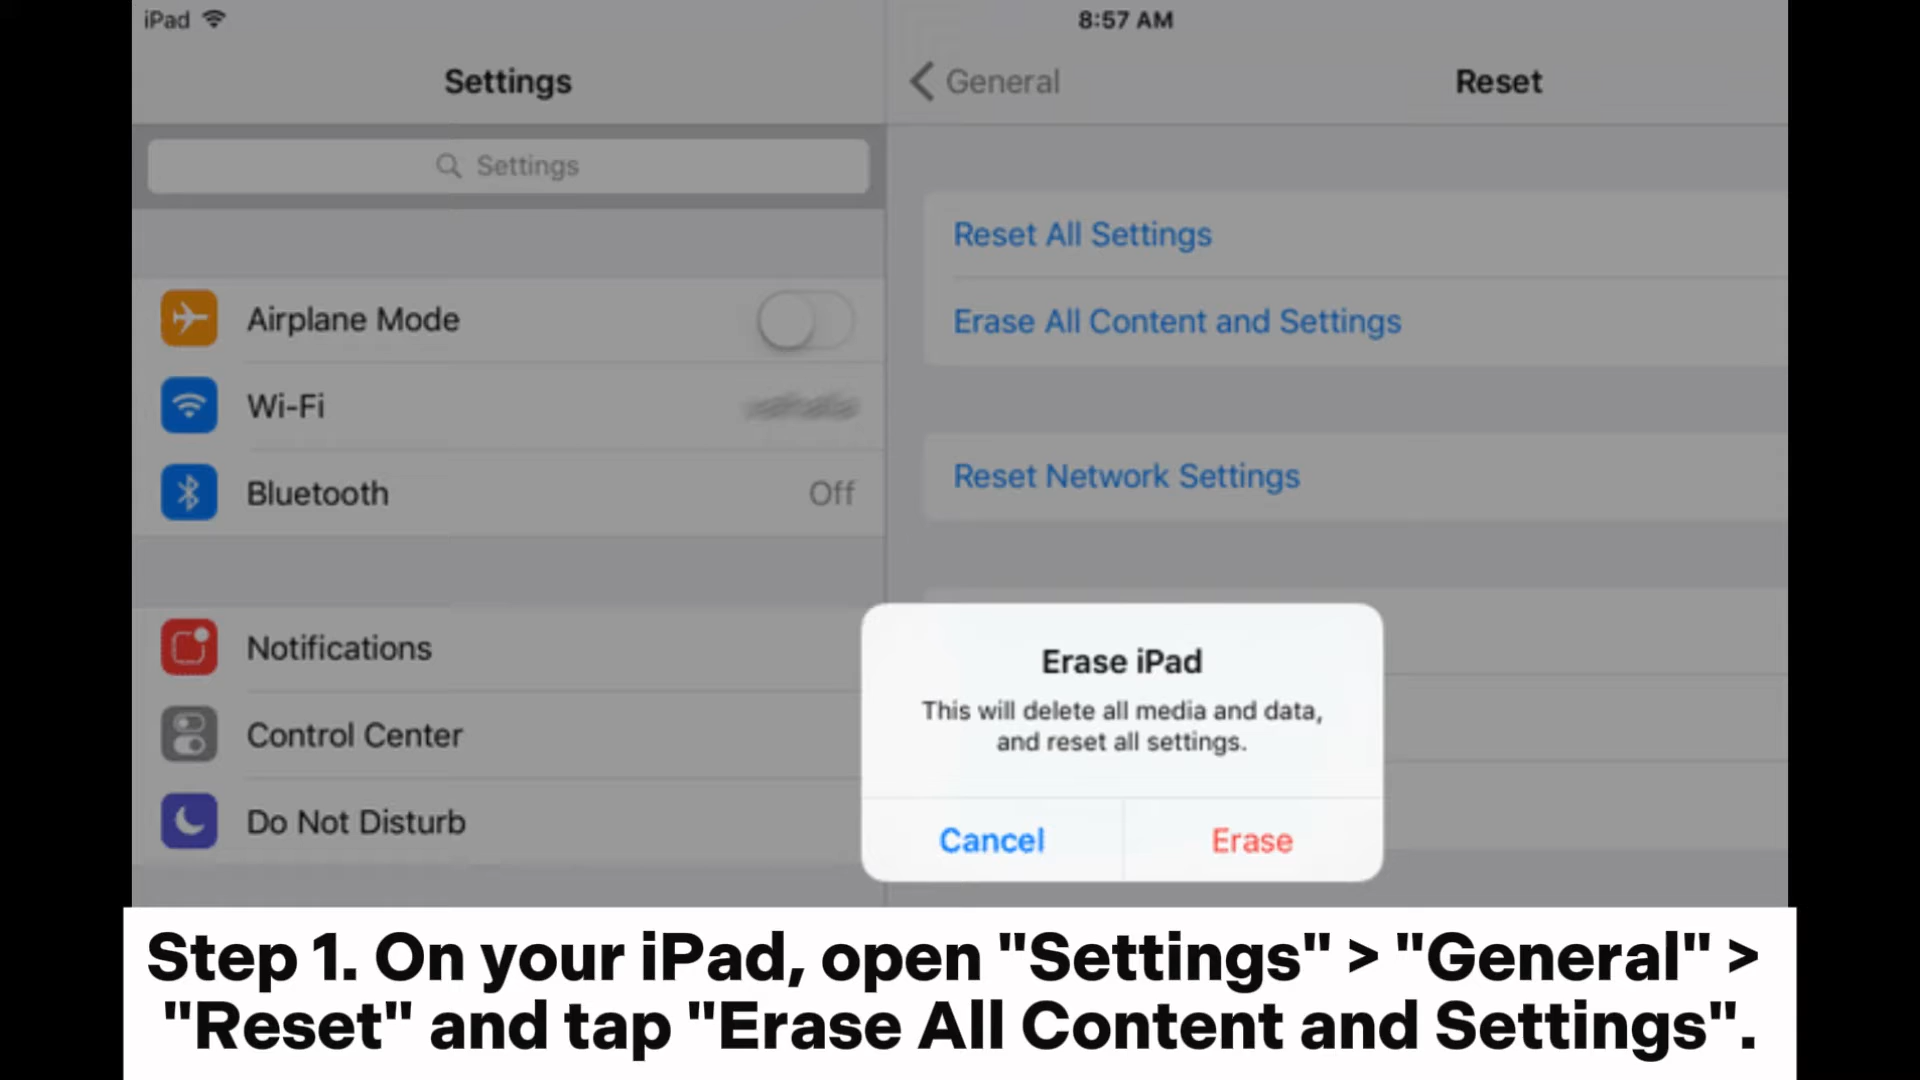 iPad
8:57 AM
Settings
General
Reset
Settings
Airplane Mode
Wi-Fi
Bluetooth
Off
Notifications
Control Center
Do Not Disturb
Reset All Settings
Erase All Content and Settings
Reset Network Settings
Erase iPad
This will delete all media and data,
and reset all settings.
Cancel
Erase
Step 1. On your iPad, open "Settings" > "General" >
"Reset" and tap "Erase All Content and Settings".